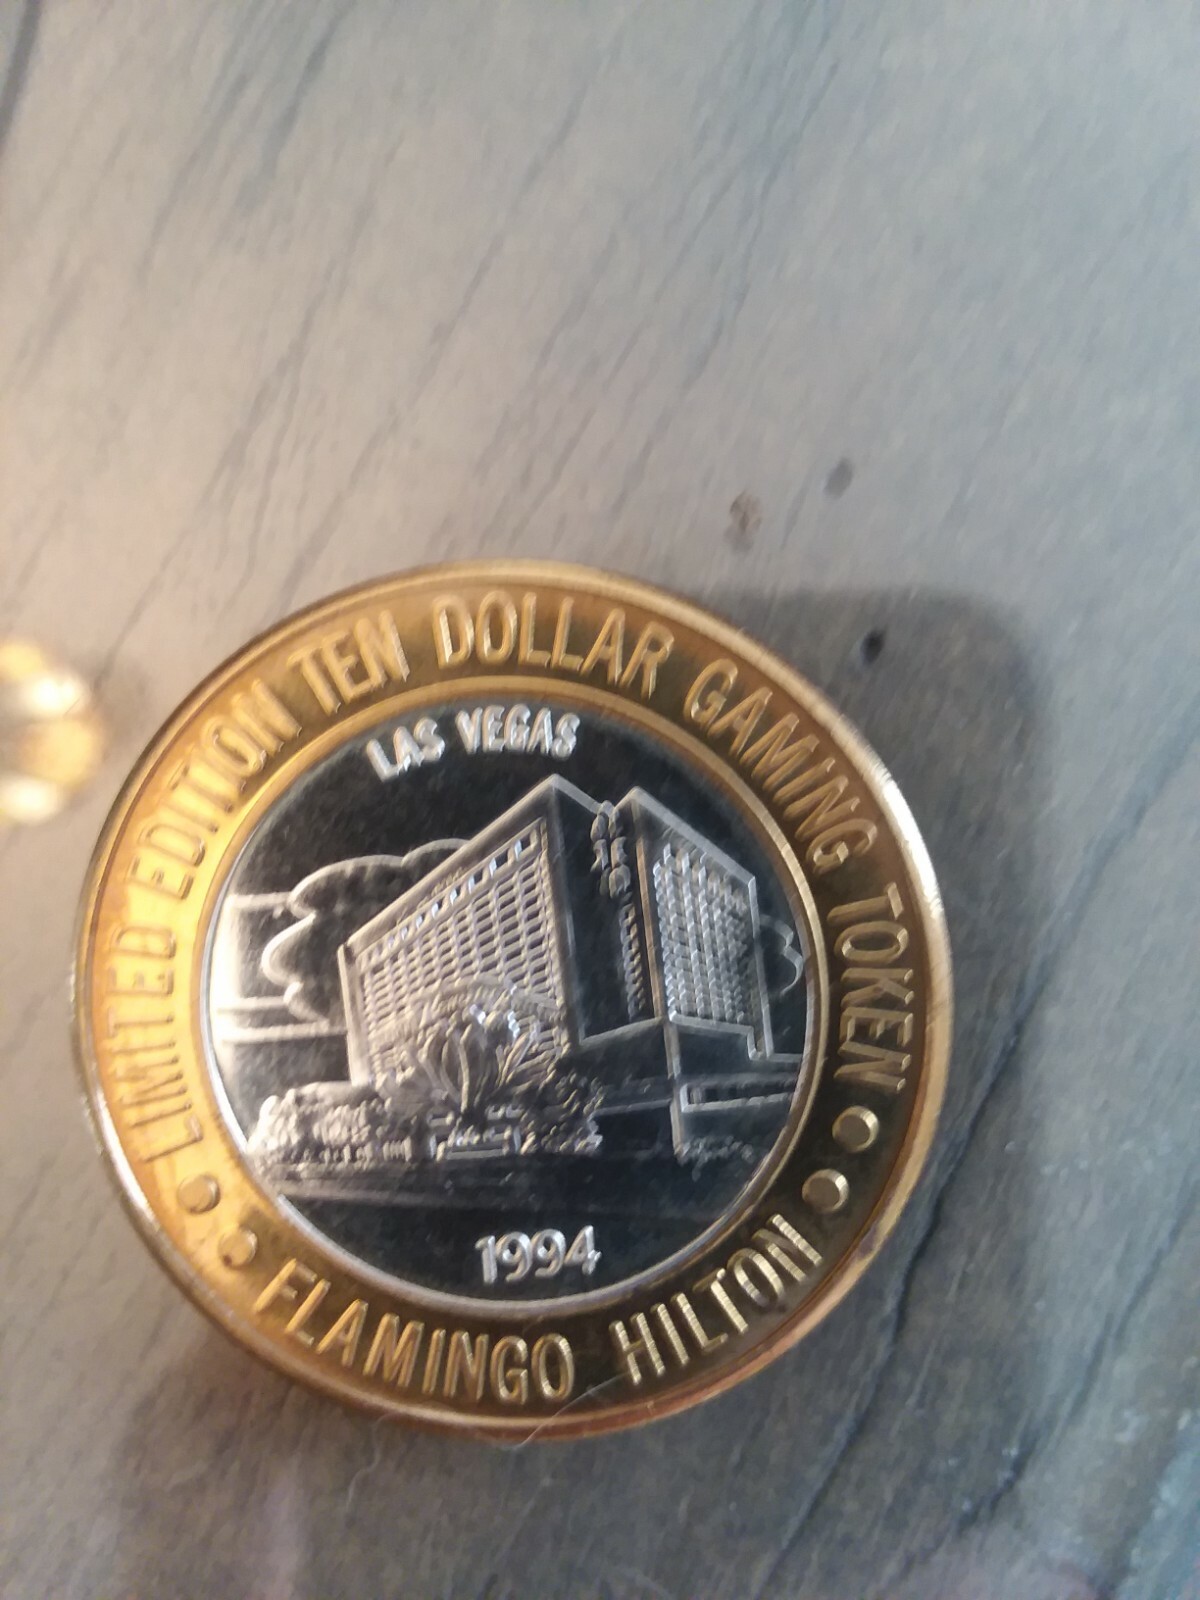 LIMITED EDITION TEN DOLLAR GAMING TOKEN
LAS VEGAS
1994
FLAMINGO HILTON